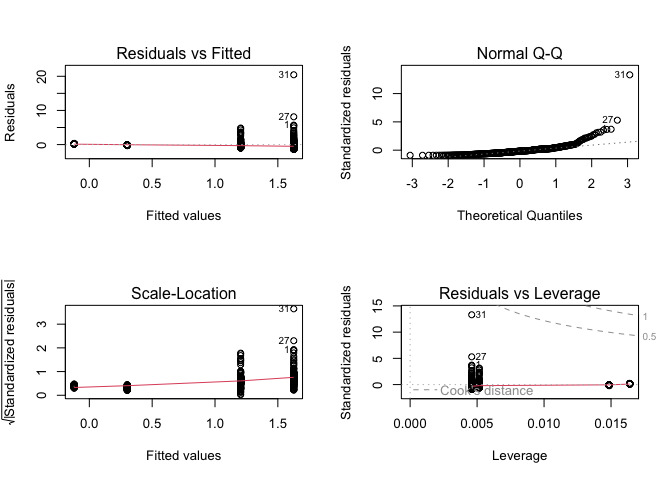 Residuals vs Fitted
Residuals
0 10 20
31
27
1
0.0 0.5 1.0 1.5
Fitted values
Normal Q-Q
Standardized residuals
0 5 10
31
27
1
-3 -2 -1 0 1 2 3
Theoretical Quantiles
Scale-Location
√|Standardized residuals|
0 1 2 3
31
27
1
0.0 0.5 1.0 1.5
Fitted values
Residuals vs Leverage
Standardized residuals
0 5 10 15
31
27
1
1
0.5
Cook's distance
0.000 0.005 0.010 0.015
Leverage